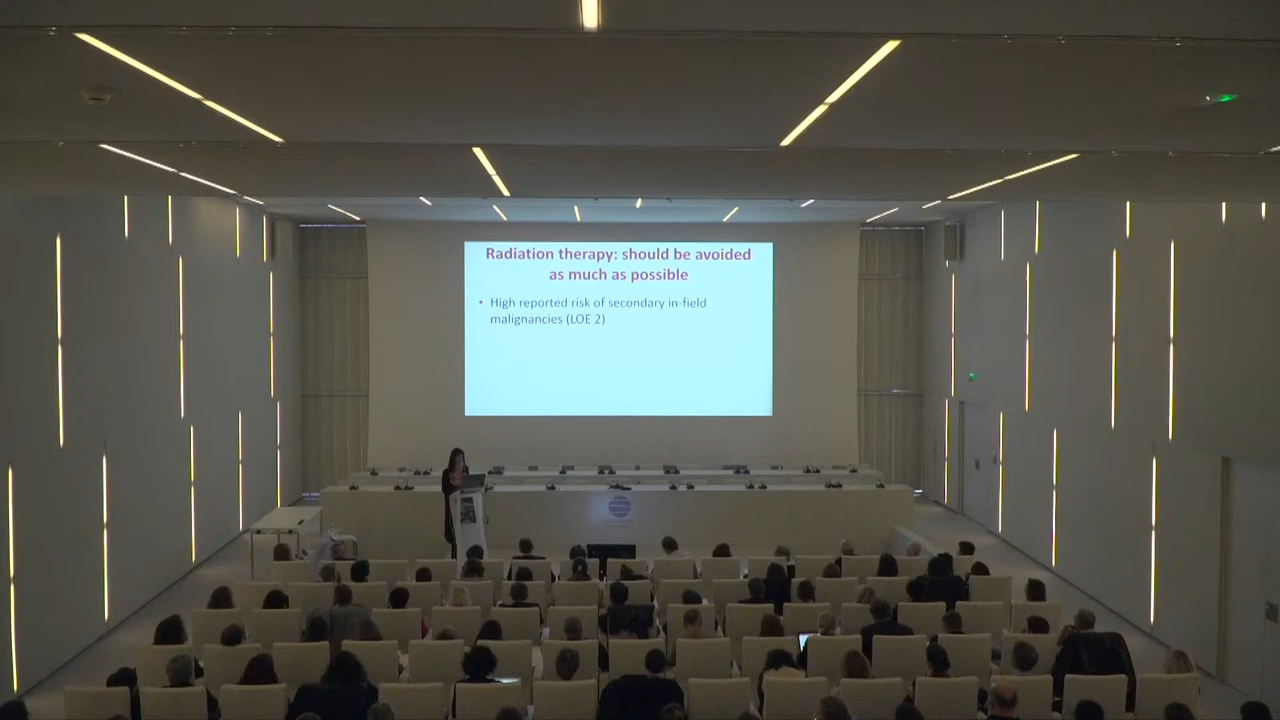 Radiation therapy: should be avoided
as much as possible
• High reported risk of secondary in-field
malignancies (LOE 2)